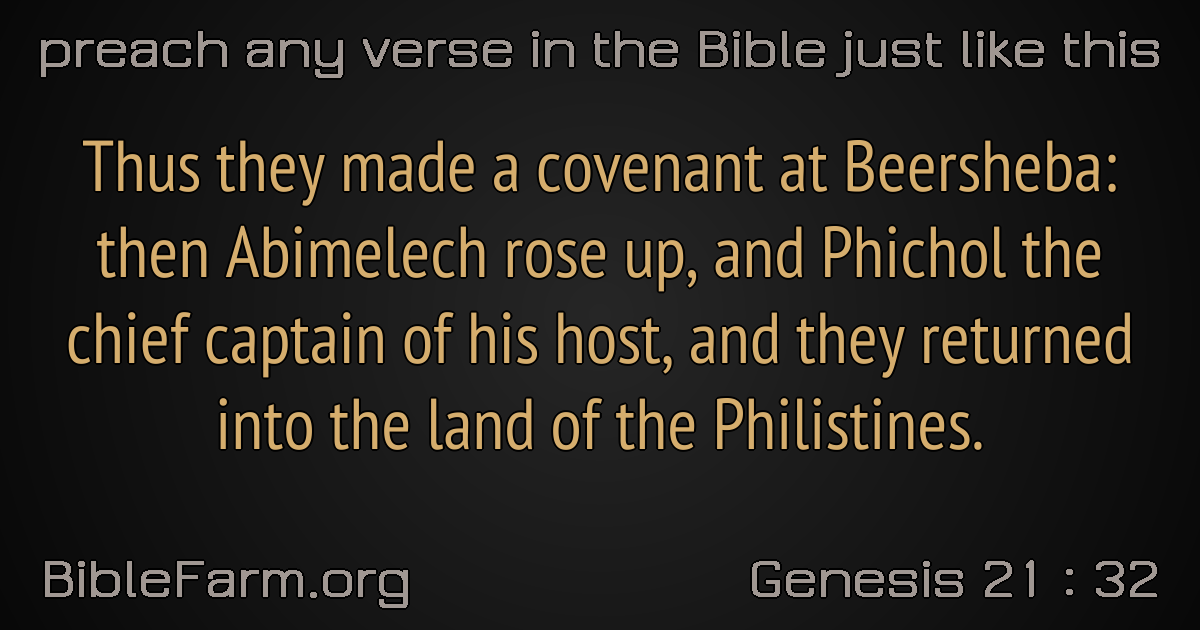 preach any verse in the Bible just like this
Thus they made a covenant at Beersheba:
then Abimelech rose up, and Phichol the
chief captain of his host, and they returned
into the land of the Philistines.
BibleFarm.org
Genesis 21 : 32